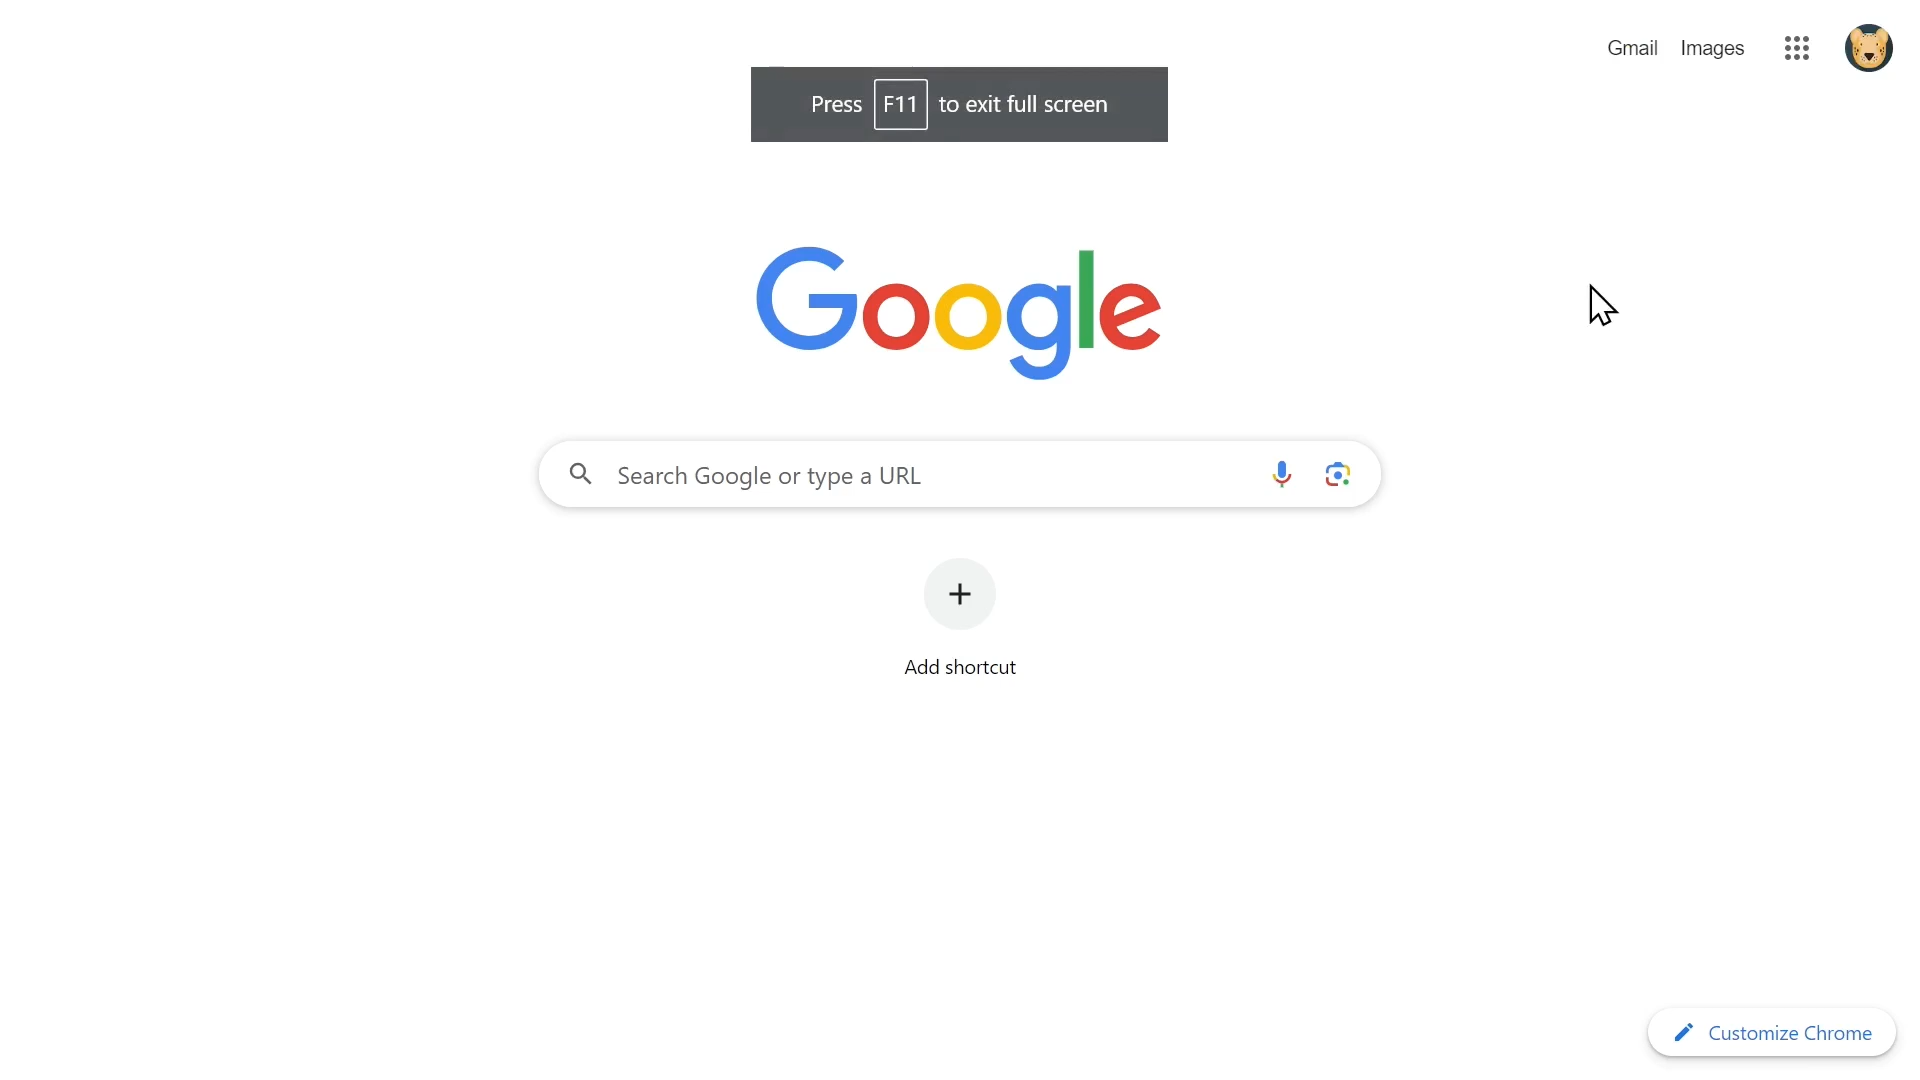 Gmail Images
Press F11 to exit full screen
Google
Search Google or type a URL
Add shortcut
Customize Chrome